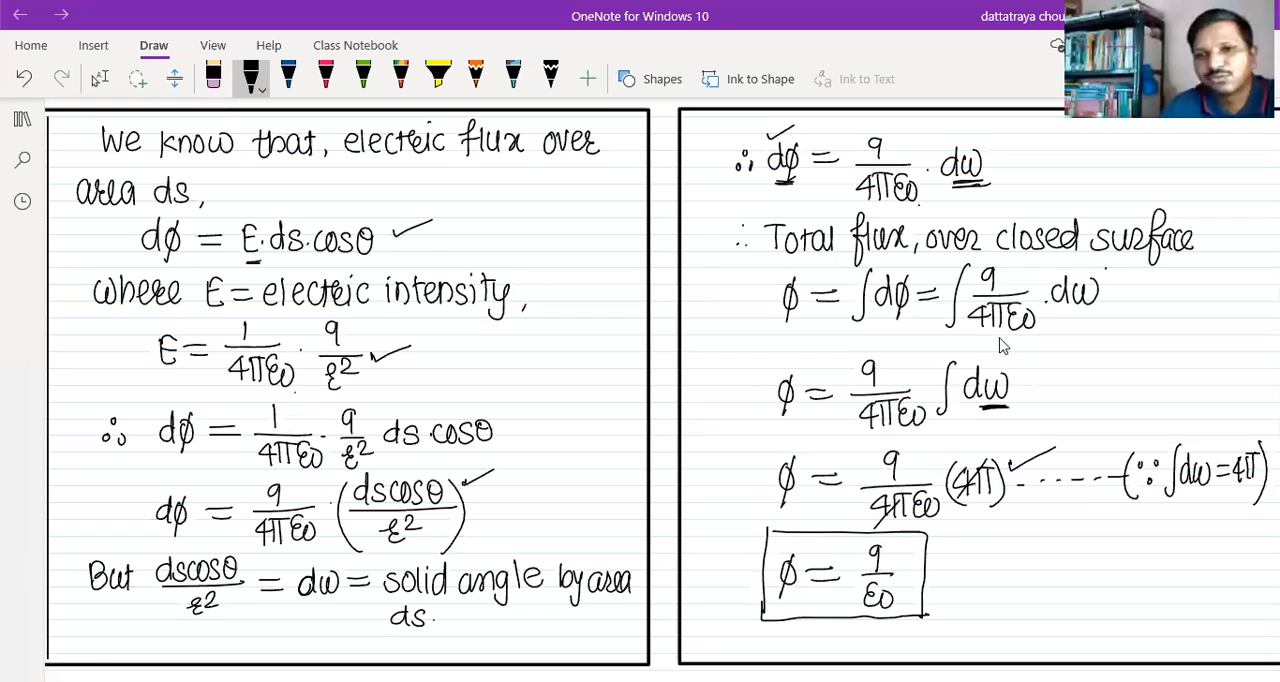 OneNote for Windows 10
dattatraya chou
Home Insert Draw View Help Class Notebook
Shapes Ink to Shape Ink to Text
We know that, electric flux over
area ds,
dϕ = E·ds·cosθ ✓
where E = electric intensity,
E = 1/4πε0 · q/r2 ✓
∴ dϕ = 1/4πε0 · q/r2 ds·cosθ
dϕ = q/4πε0 · (dscosθ/r2) ✓
But dscosθ/r2 = dω = solid angle by area
ds.
∴ dϕ = q/4πε0 · dω
∴ Total flux, over closed surface
ϕ = ∫dϕ = ∫ q/4πε0 · dω
ϕ = q/4πε0 ∫ dω
ϕ = q/4πε0 (4π) ✓ ------(∵ ∫dω = 4π)
ϕ = q/ε0